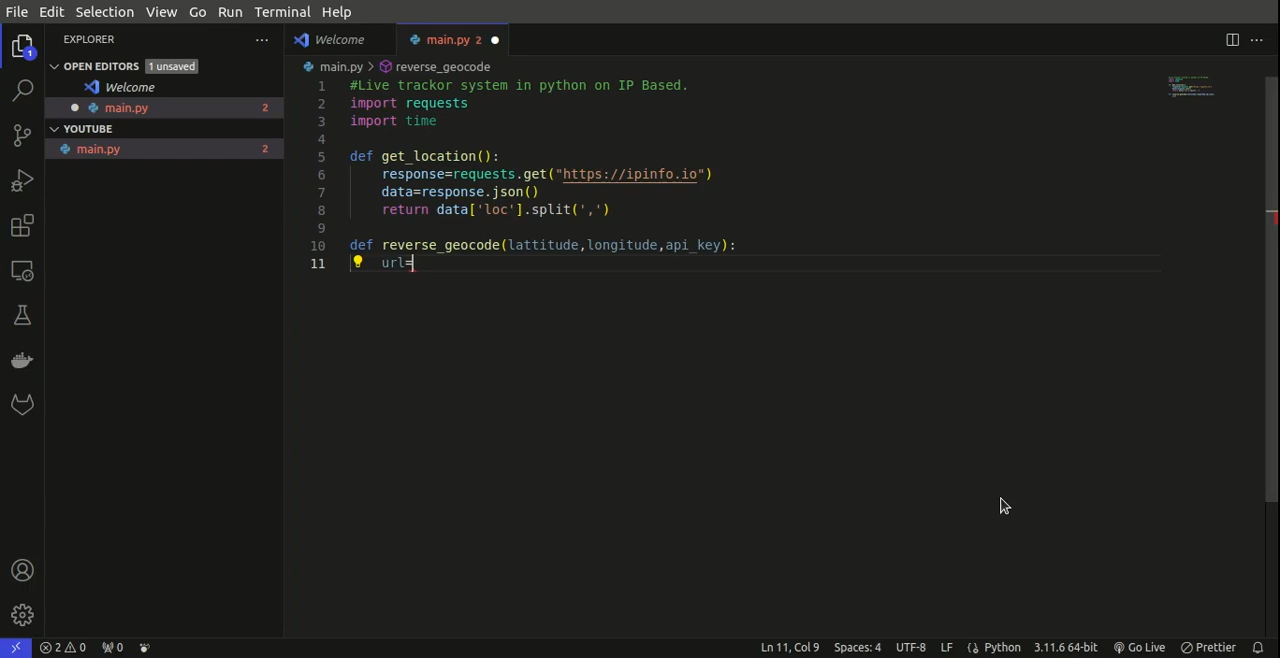 File Edit Selection View Go Run Terminal Help
EXPLORER
Welcome
main.py 2
OPEN EDITORS 1 unsaved
Welcome
main.py 2
YOUTUBE
main.py 2
1
main.py > reverse_geocode
1 #Live trackor system in python on IP Based.
2 import requests
3 import time
4
5 def get_location():
6 response=requests.get("https://ipinfo.io")
7 data=response.json()
8 return data['loc'].split(',')
9
10 def reverse_geocode(lattitude,longitude,api_key):
11 url=
2 0 0 Ln 11, Col 9 Spaces: 4 UTF-8 LF Python 3.11.6 64-bit Go Live Prettier